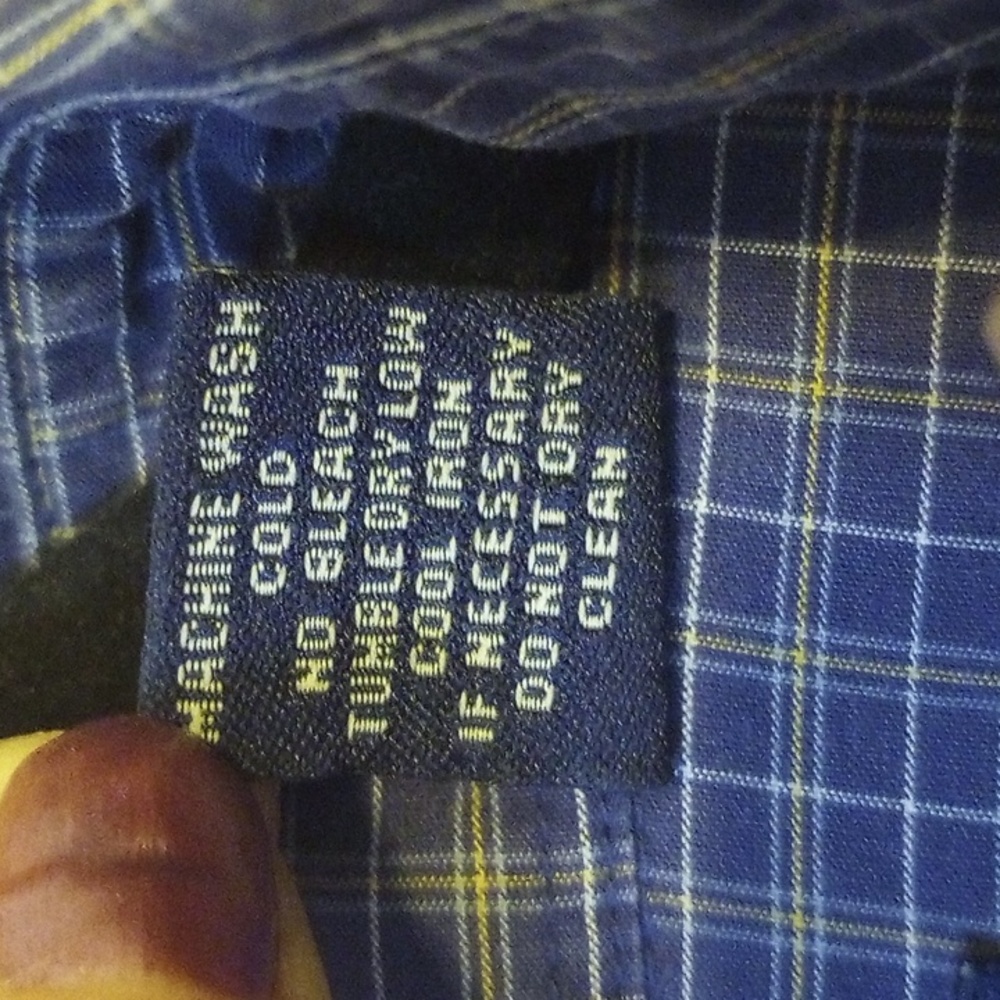 MACHINE WASH
COLD
NO BLEACH
TUMBLE DRY LOW
COOL IRON
IF NECESSARY
DO NOT DRY
CLEAN